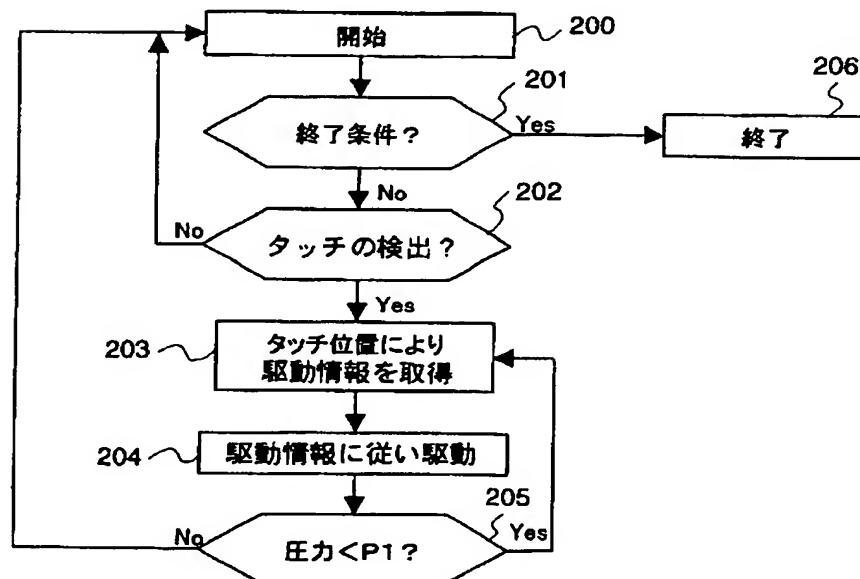 開始
200
201
206
終了条件?
Yes
終了
No
202
No
タッチの検出?
Yes
203
タッチ位置により
駆動情報を取得
204
駆動情報に従い駆動
205
No
圧力<P1?
Yes